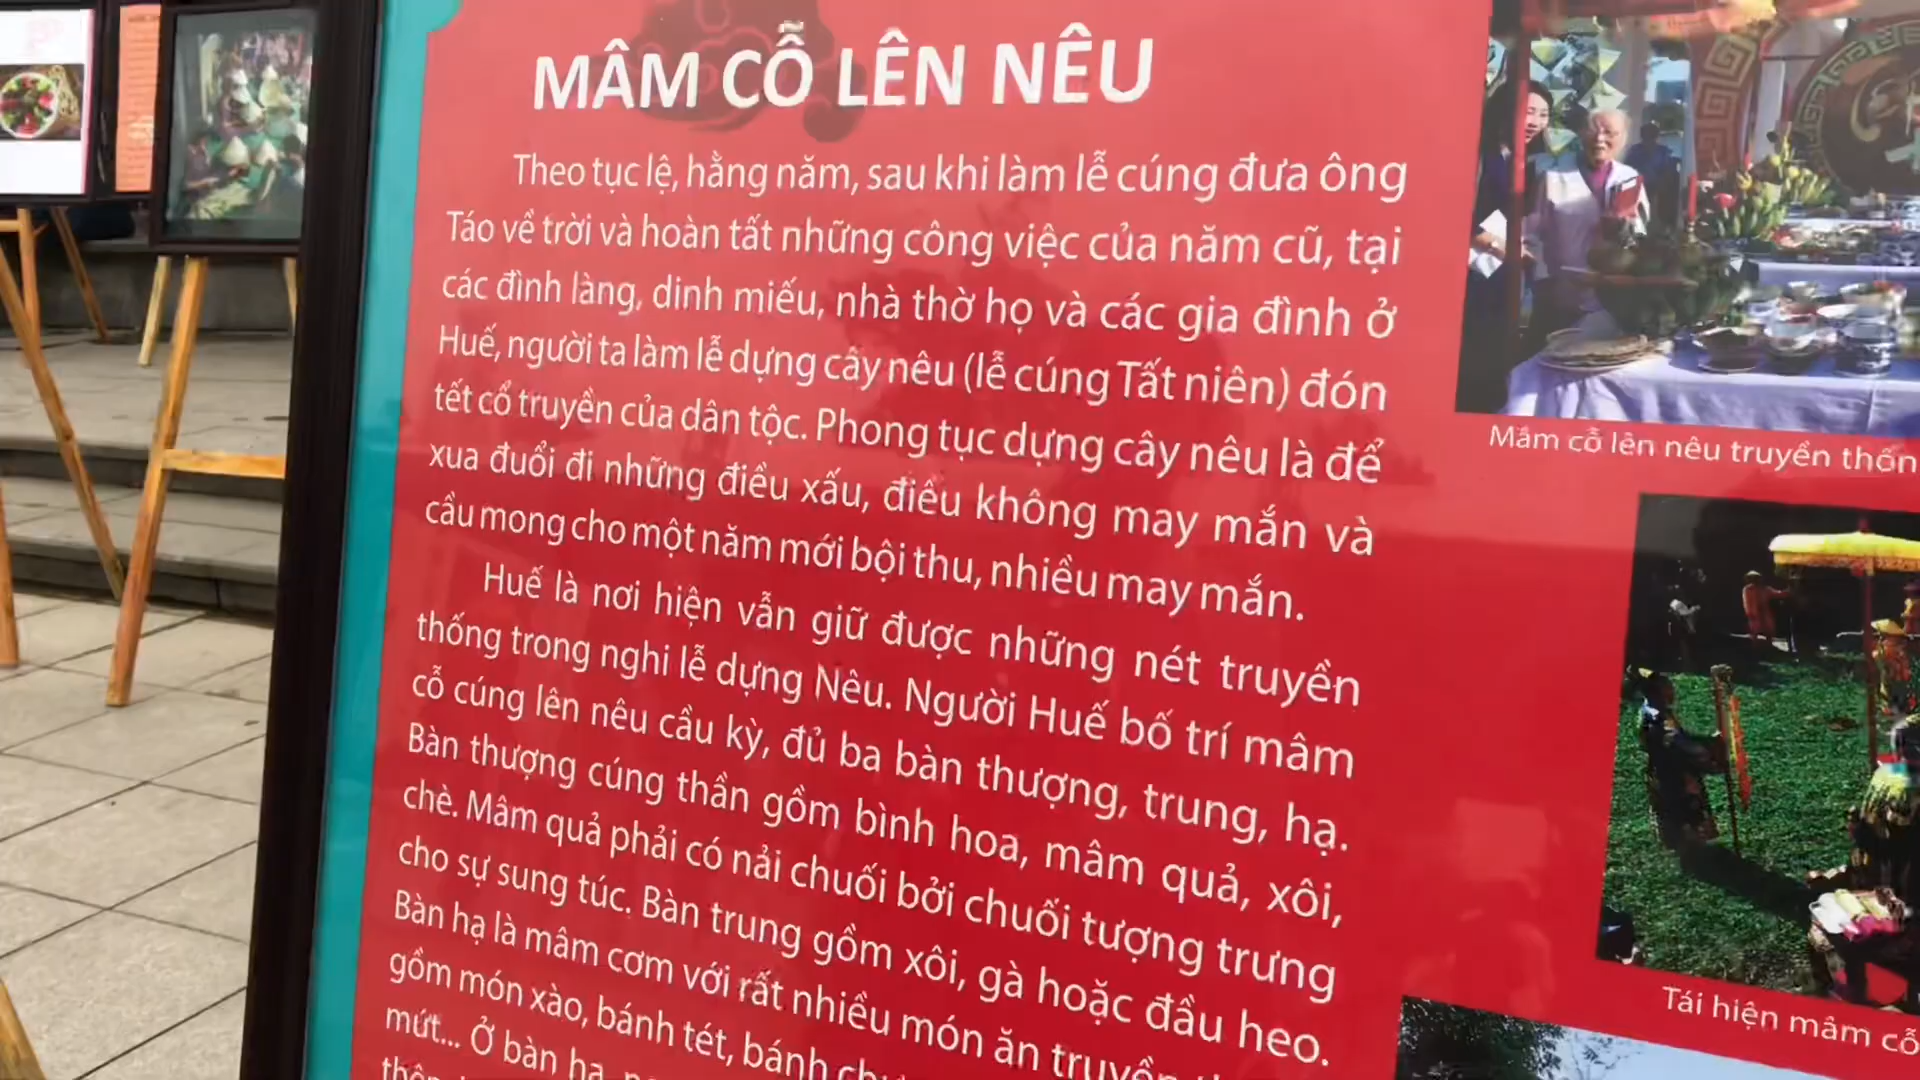 MÂM CỖ LÊN NÊU
Theo tục lệ, hằng năm, sau khi làm lễ cúng đưa ông
Táo về trời và hoàn tất những công việc của năm cũ, tại
các đình làng, dinh miếu, nhà thờ họ và các gia đình ở
Huế, người ta làm lễ dựng cây nêu (lễ cúng Tất niên) đón
tết cổ truyền của dân tộc. Phong tục dựng cây nêu là để
xua đuổi đi những điều xấu, điều không may mắn và
cầu mong cho một năm mới bội thu, nhiều may mắn.
Huế là nơi hiện vẫn giữ được những nét truyền
thống trong nghi lễ dựng Nêu. Người Huế bố trí mâm
cỗ cúng lên nêu cầu kỳ, đủ ba bàn thượng, trung, hạ.
Bàn thượng cúng thần gồm bình hoa, mâm quả, xôi,
chè. Mâm quả phải có nải chuối bởi chuối tượng trưng
cho sự sung túc. Bàn trung gồm xôi, gà hoặc đầu heo.
Bàn hạ là mâm cơm với rất nhiều món ăn
gồm món xào, bánh tét, bánh
mứt... Ở bàn hạ,
Mâm cỗ lên nêu truyền
Tái hiện mâm cỗ